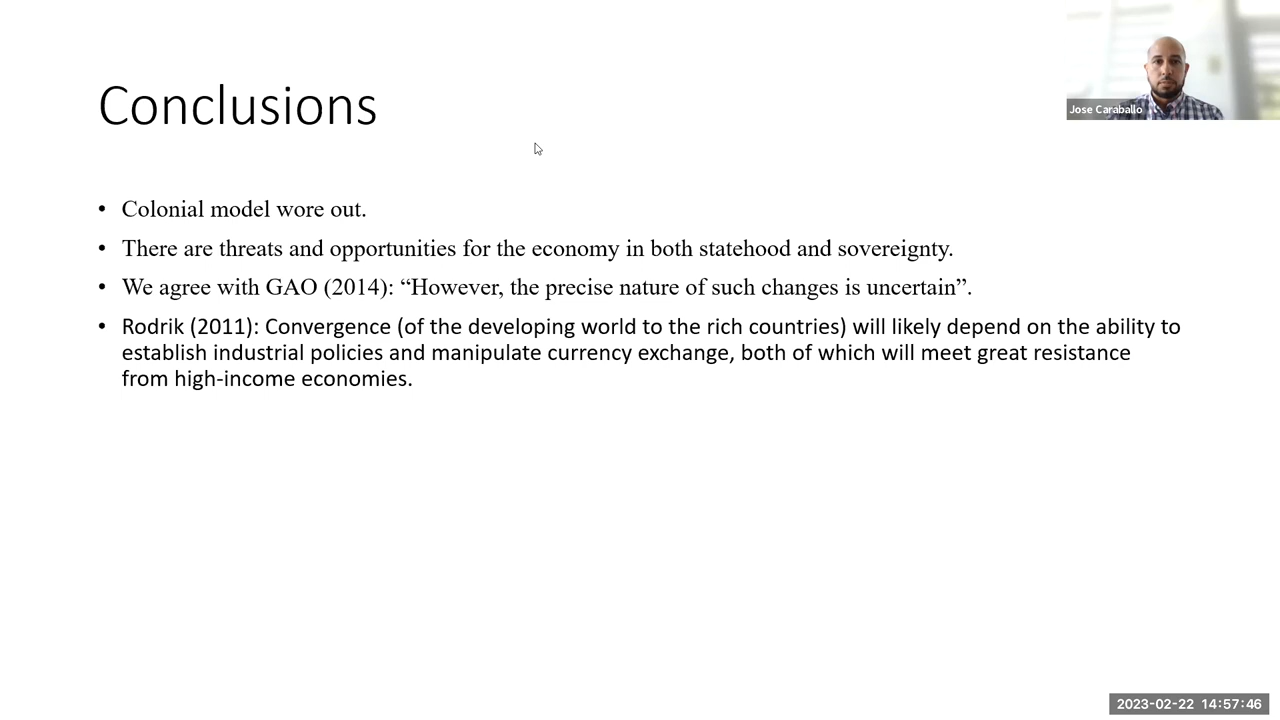 Conclusions
Jose Caraballo
• Colonial model wore out.
• There are threats and opportunities for the economy in both statehood and sovereignty.
• We agree with GAO (2014): “However, the precise nature of such changes is uncertain”.
• Rodrik (2011): Convergence (of the developing world to the rich countries) will likely depend on the ability to
establish industrial policies and manipulate currency exchange, both of which will meet great resistance
from high-income economies.
2023-02-22 14:57:46